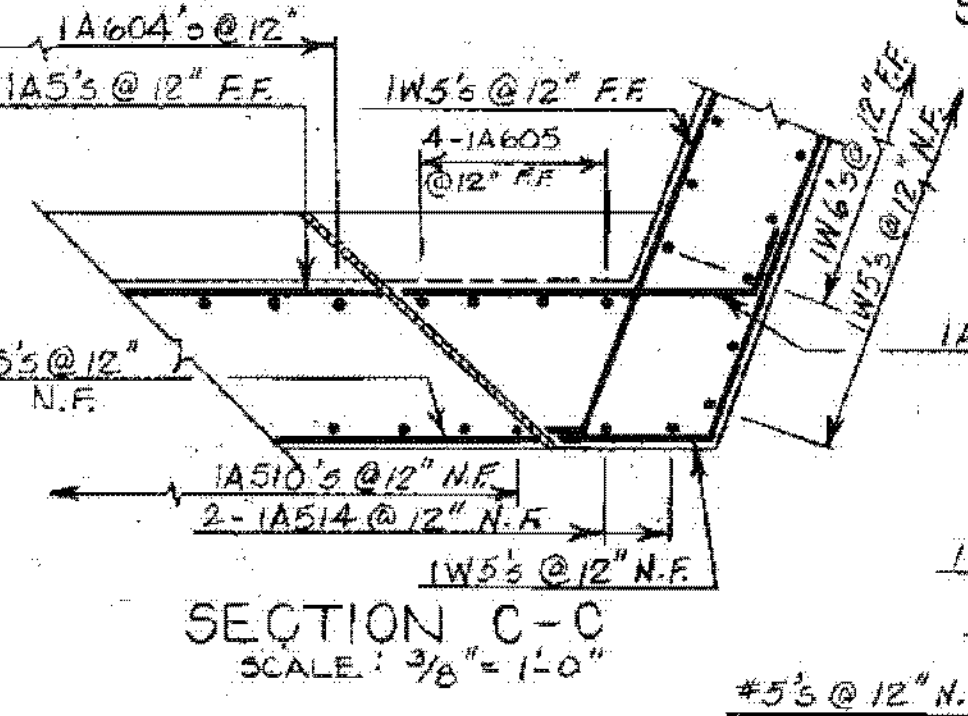 1A604's @ 12"
1A5's @ 12" F.F.
1W5's @ 12" F.F.
4-1A605
@12" F.F.
1W6's @ 12" F.F.
1W5's @ 12" N.F.
1A
5's @ 12"
N.F.
1A510's @ 12" N.F.
2-1A514 @ 12" N.F.
1W5's @ 12" N.F.
SECTION C-C
SCALE: 3/8" = 1'-0"
#5's @ 12" N.